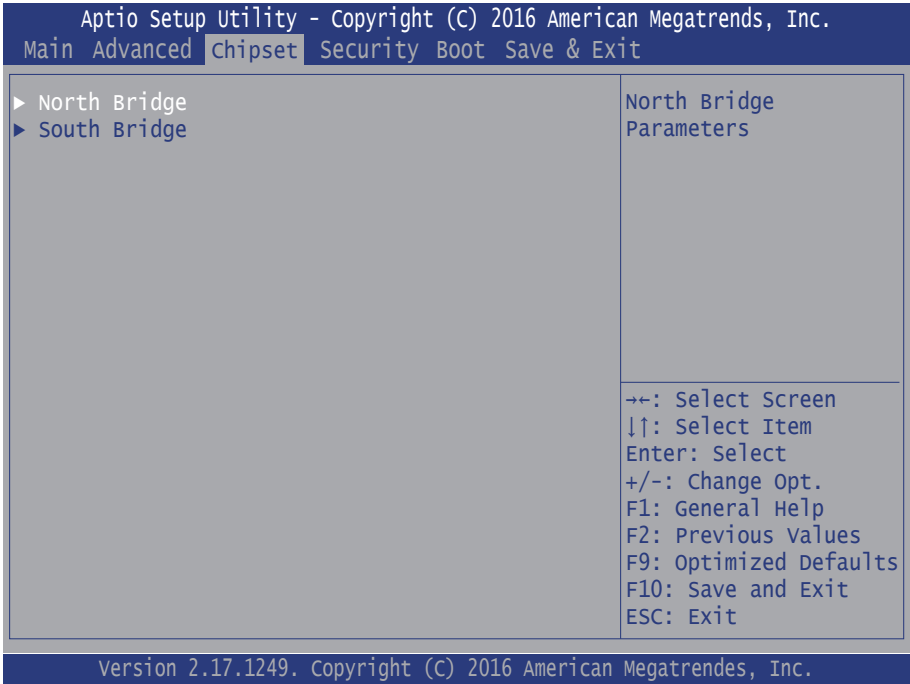 Aptio Setup Utility - Copyright (C) 2016 American Megatrends, Inc.
Main Advanced Chipset Security Boot Save & Exit
▶ North Bridge
▶ South Bridge
North Bridge
Parameters
→←: Select Screen
↓↑: Select Item
Enter: Select
+/-: Change Opt.
F1: General Help
F2: Previous Values
F9: Optimized Defaults
F10: Save and Exit
ESC: Exit
Version 2.17.1249. Copyright (C) 2016 American Megatrendes, Inc.